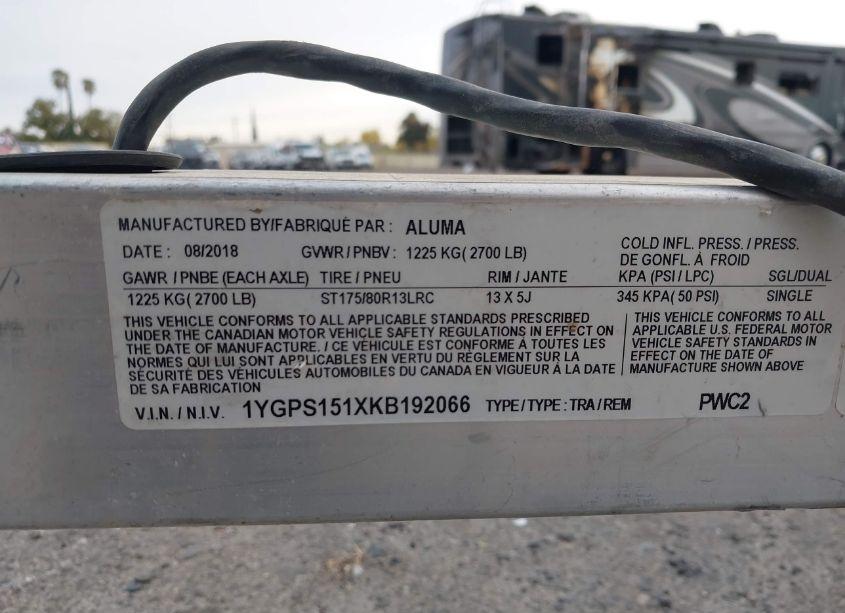 MANUFACTURED BY/FABRIQUÉ PAR : ALUMA
DATE : 08/2018 GVWR / PNBV : 1225 KG( 2700 LB)
COLD INFL. PRESS. / PRESS.
DE GONFL. À FROID
GAWR / PNBE (EACH AXLE) TIRE / PNEU RIM / JANTE KPA (PSI / LPC) SGL/DUAL
1225 KG( 2700 LB) ST175/80R13LRC 13 X 5J 345 KPA( 50 PSI) SINGLE
THIS VEHICLE CONFORMS TO ALL APPLICABLE STANDARDS PRESCRIBED
UNDER THE CANADIAN MOTOR VEHICLE SAFETY REGULATIONS IN EFFECT ON
THE DATE OF MANUFACTURE. / CE VÉHICULE EST CONFORME À TOUTES LES
NORMES QUI LUI SONT APPLICABLES EN VERTU DU RÈGLEMENT SUR LA
SÉCURITÉ DES VÉHICULES AUTOMOBILES DU CANADA EN VIGUEUR À LA DATE
DE SA FABRICATION
THIS VEHICLE CONFORMS TO ALL
APPLICABLE U.S. FEDERAL MOTOR
VEHICLE SAFETY STANDARDS IN
EFFECT ON THE DATE OF
MANUFACTURE SHOWN ABOVE
V.I.N. / N.I.V. 1YGPS151XKB192066 TYPE / TYPE : TRA / REM PWC2